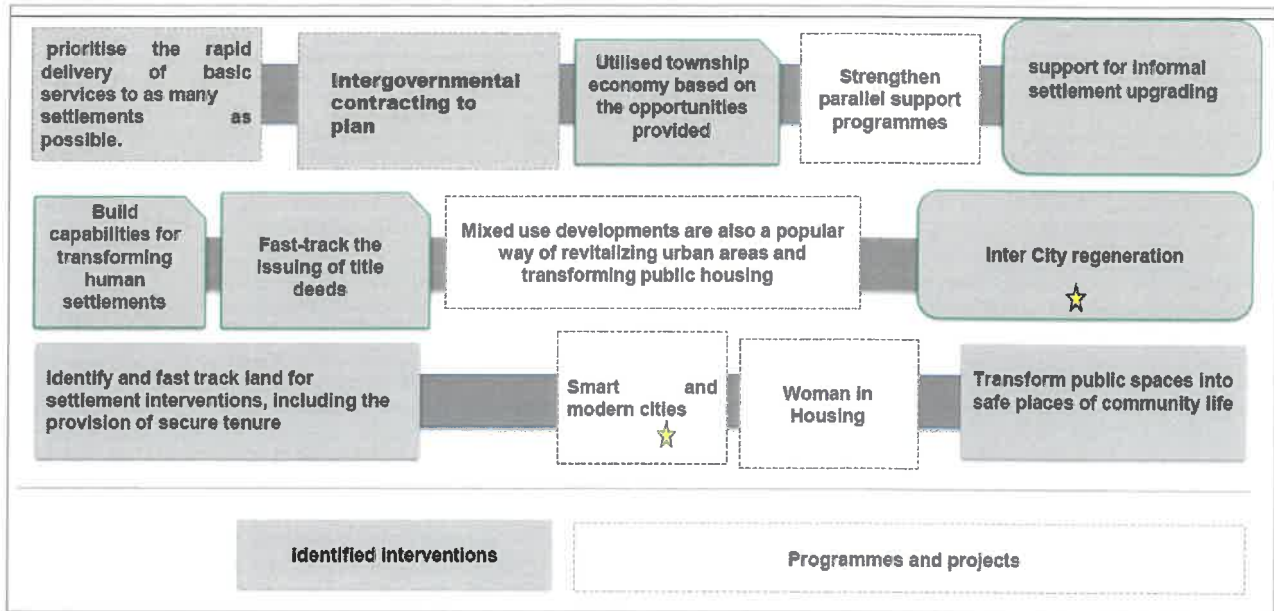 prioritise the rapid
delivery of basic
services to as many
settlements as
possible.
Intergovernmental
contracting to
plan
Utilised township
economy based on
the opportunities
provided
Strengthen
parallel support
programmes
support for informal
settlement upgrading
Build
capabilities for
transforming
human
settlements
Fast-track the
issuing of title
deeds
Mixed use developments are also a popular
way of revitalizing urban areas and
transforming public housing
Inter City regeneration
Identify and fast track land for
settlement interventions, including the
provision of secure tenure
Smart and
modern cities
Woman in
Housing
Transform public spaces into
safe places of community life
Identified interventions
Programmes and projects